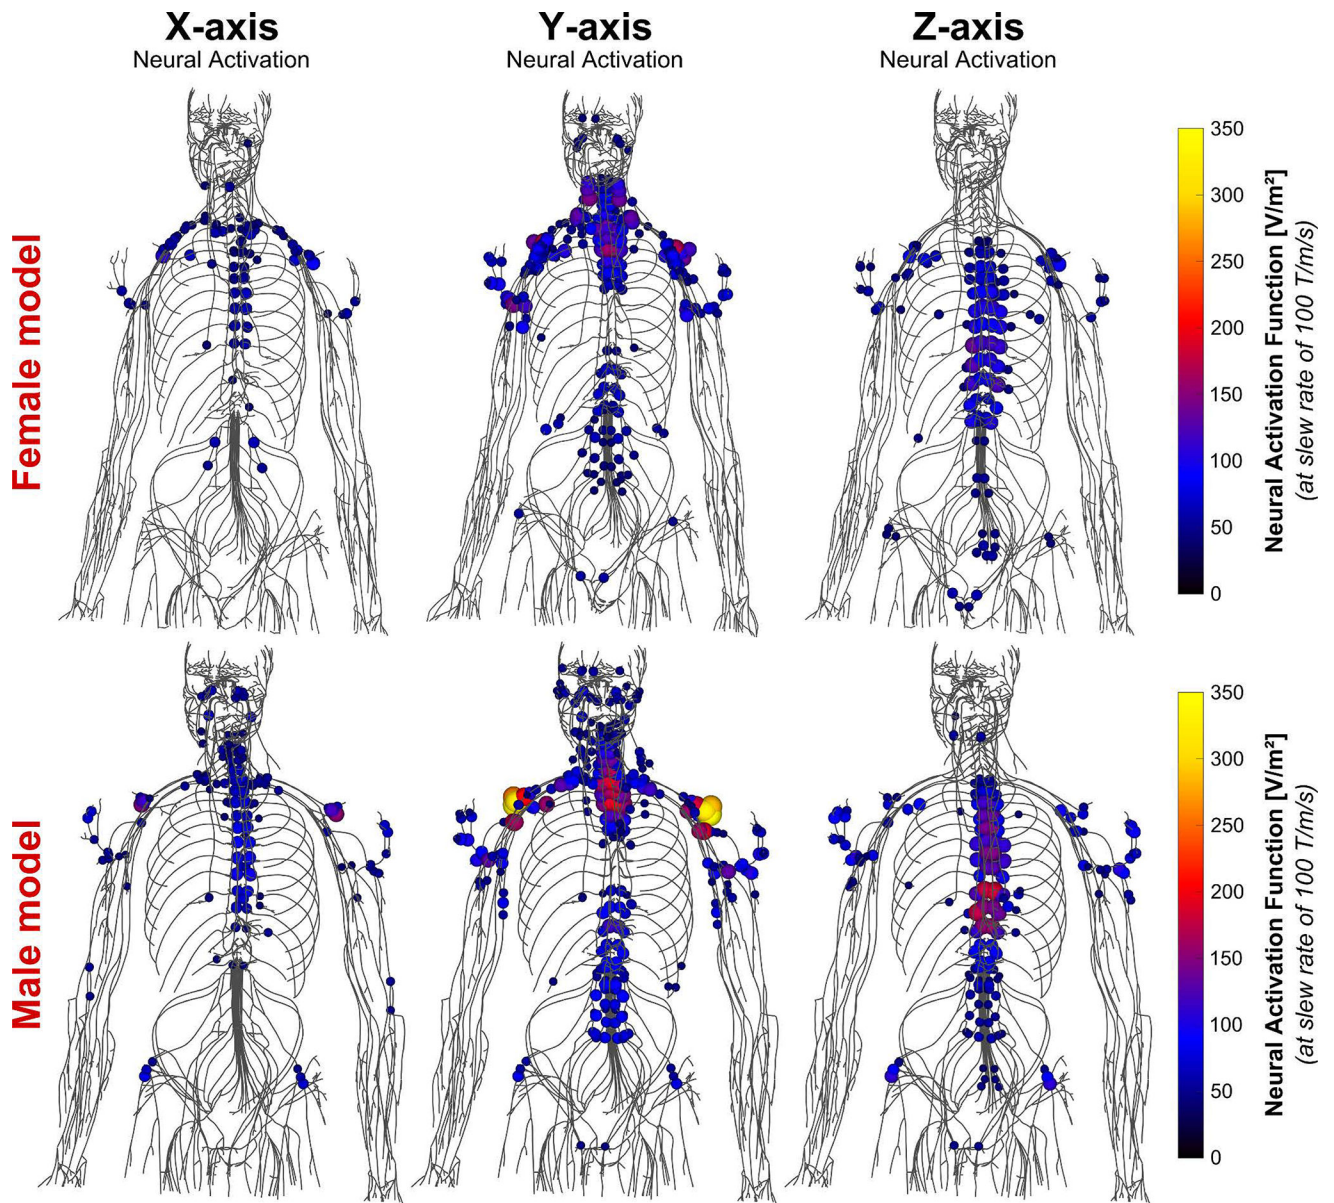 X-axis
Neural Activation
Y-axis
Neural Activation
Z-axis
Neural Activation
Female model
350
300
250
200
150
100
50
0
Neural Activation Function [V/m²]
(at slew rate of 100 T/m/s)
Male model
350
300
250
200
150
100
50
0
Neural Activation Function [V/m²]
(at slew rate of 100 T/m/s)